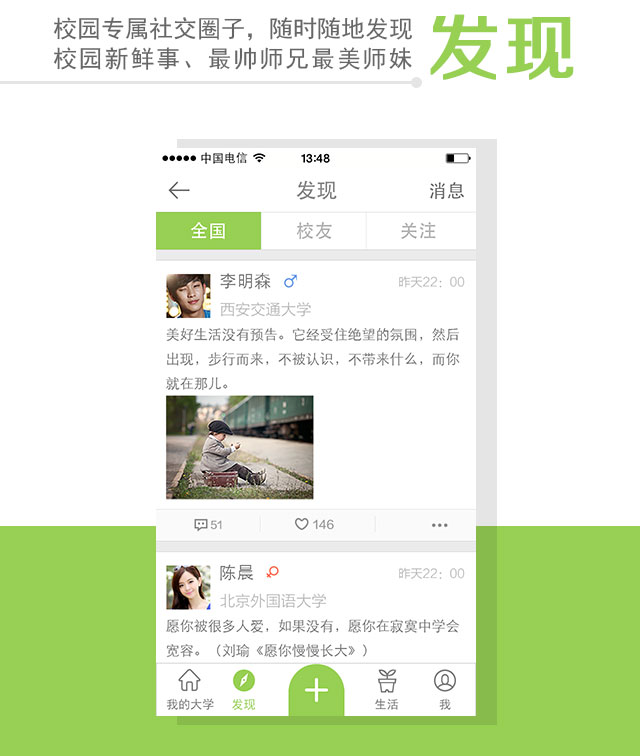 校园专属社交圈子，随时随地发现
校园新鲜事、最帅师兄最美师妹
发现
中国电信 13:48
发现 消息
全国 校友 关注
李明森 昨天22：00
西安交通大学
美好生活没有预告。它经受住绝望的氛围，然后
出现，步行而来，不被认识，不带来什么，而你
就在那儿。
51 146
陈晨 昨天22：00
北京外国语大学
愿你被很多人爱，如果没有，愿你在寂寞中学会
宽容。（刘瑜《愿你慢慢长大》）
我的大学 发现 生活 我